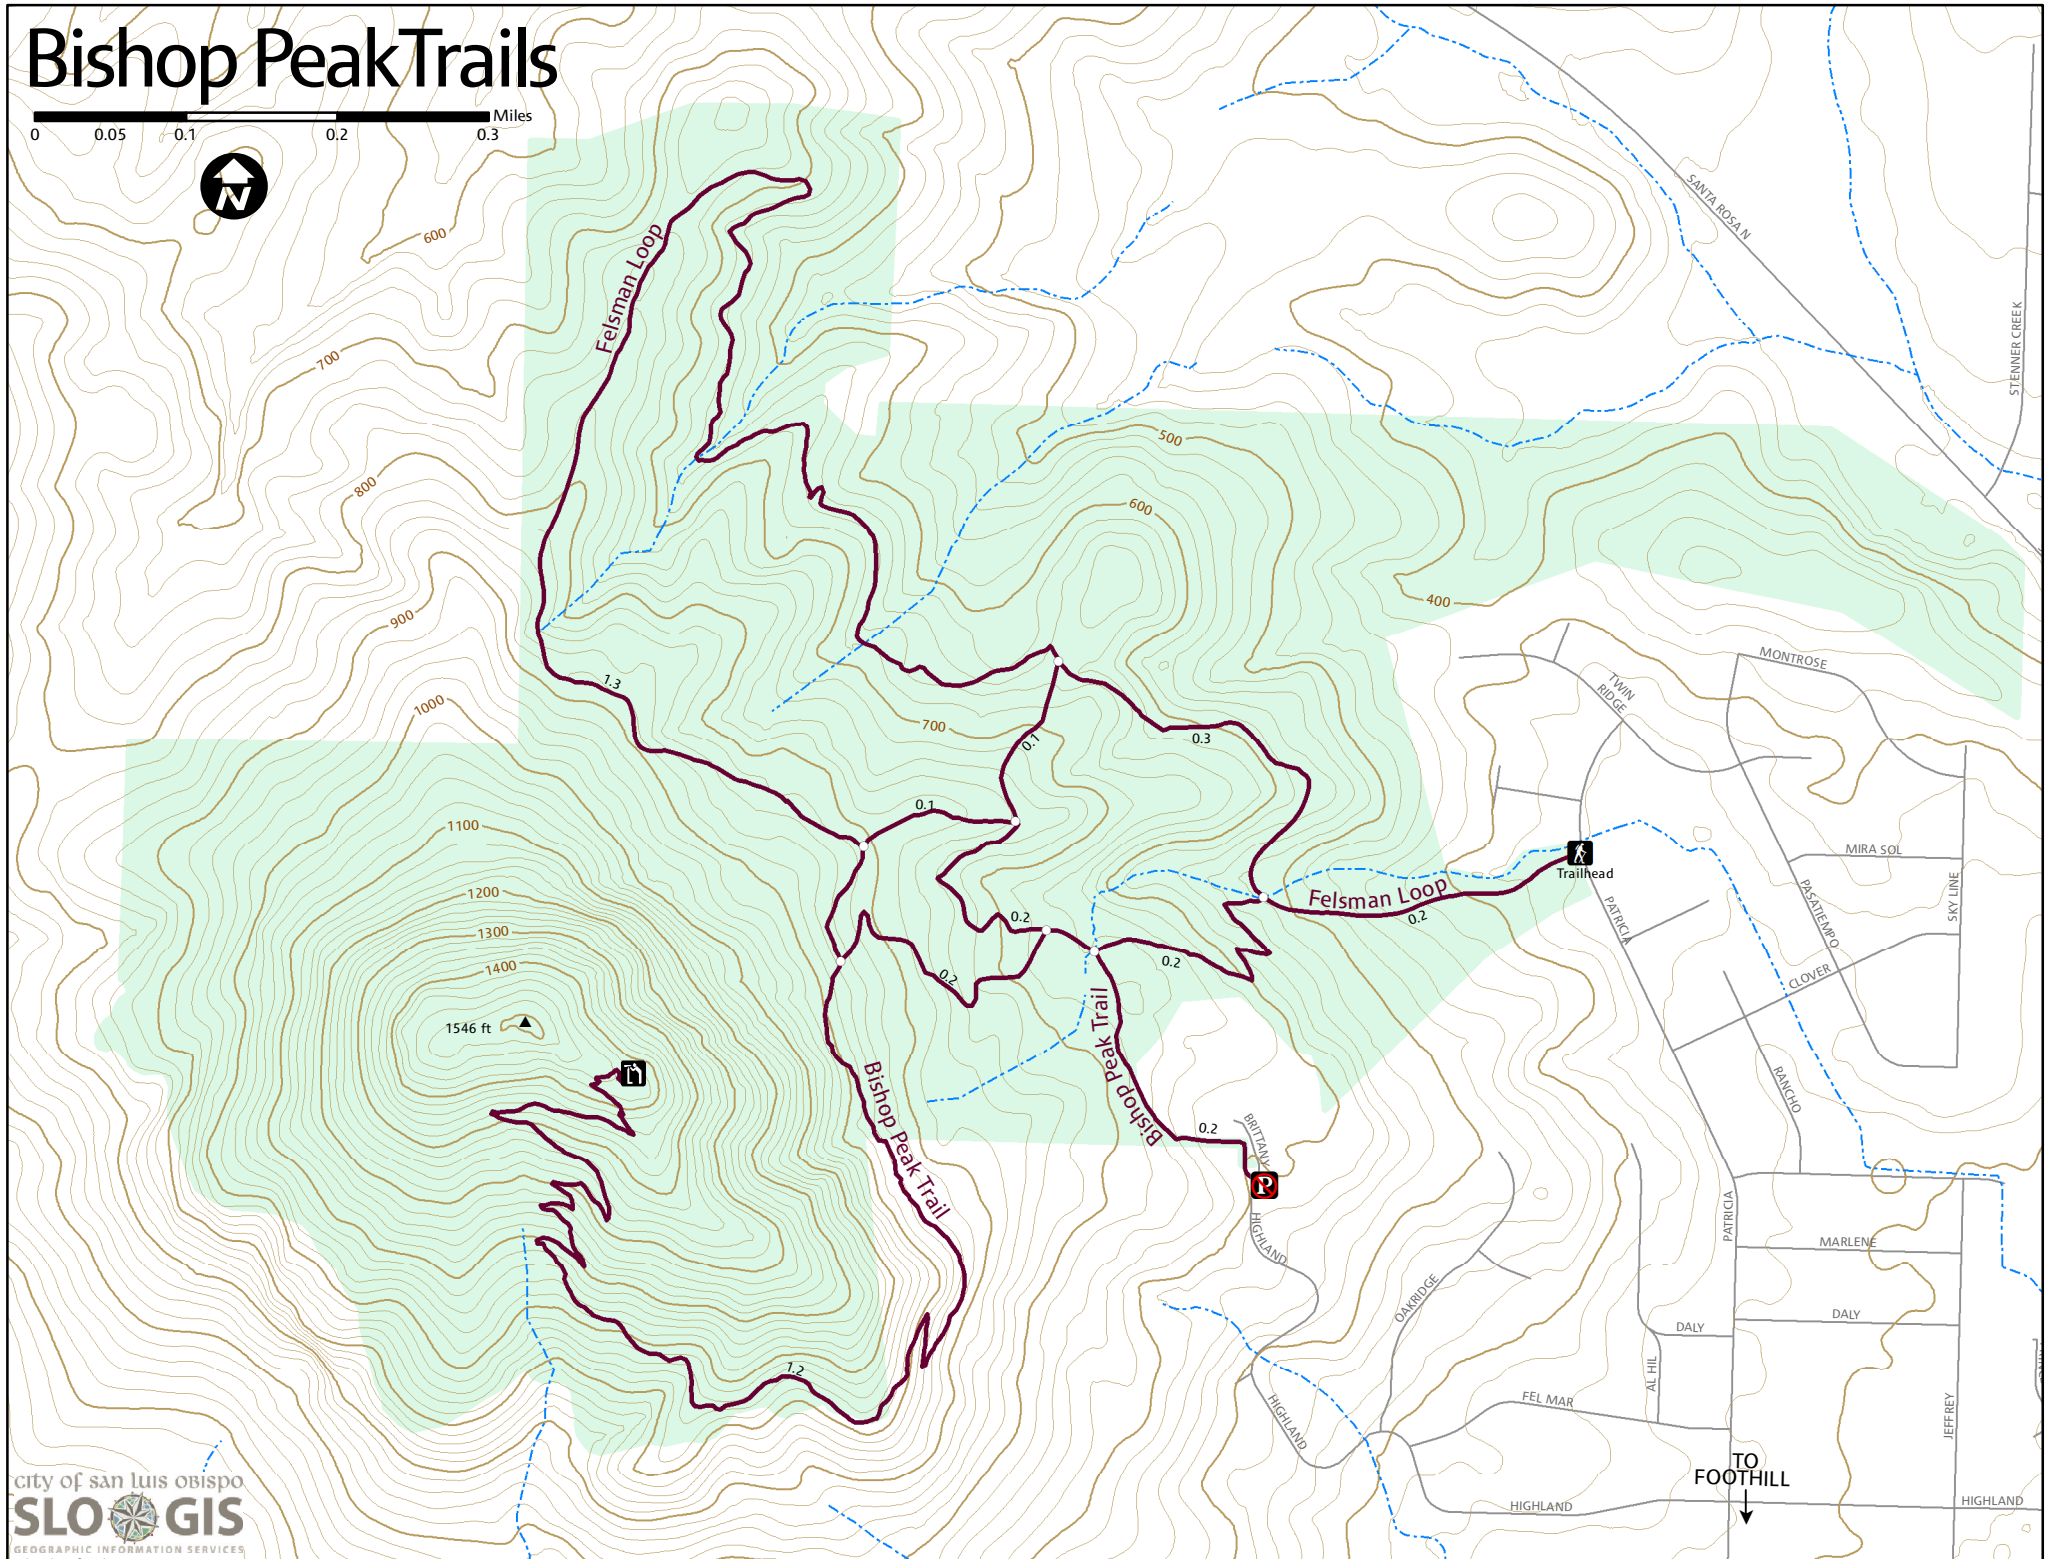 Bishop Peak Trails
Miles
0 0.05 0.1 0.2 0.3
N
SANTA ROSA N
STENNER CREEK
600
Felsman Loop
700
500
800
600
900
400
MONTROSE
TWIN
RIDGE
1.3
1000
700
0.1
0.3
0.1
1100
MIRA SOL
Trailhead
1200
Felsman Loop
0.2
PATRICIA
PASATIEMPO
SKY LINE
0.2
1300
1400
0.2
0.2
CLOVER
1546 ft
Bishop Peak Trail
Bishop Peak Trail
RANCHO
0.2
BRITTANY
P
HIGHLAND
PATRICIA
MARLENE
OAKRIDGE
DALY
DALY
1.2
AL HIL
FEL MAR
HIGHLAND
JEFFREY
TO
FOOTHILL
HIGHLAND
HIGHLAND
city of san luis obispo
SLO GIS
GEOGRAPHIC INFORMATION SERVICES